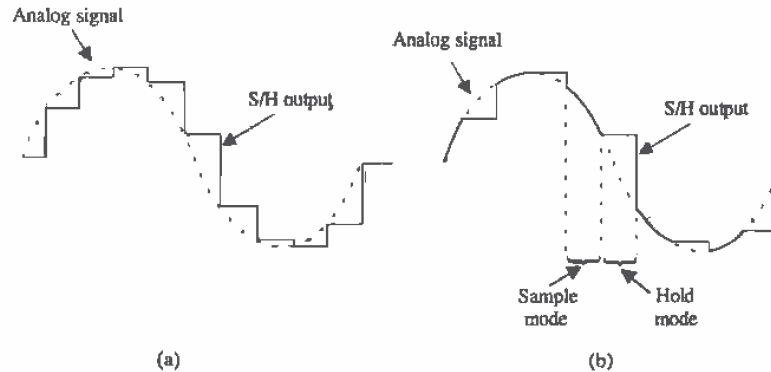 Analog signal
S/H output
(a)
Analog signal
S/H output
Sample
mode
Hold
mode
(b)